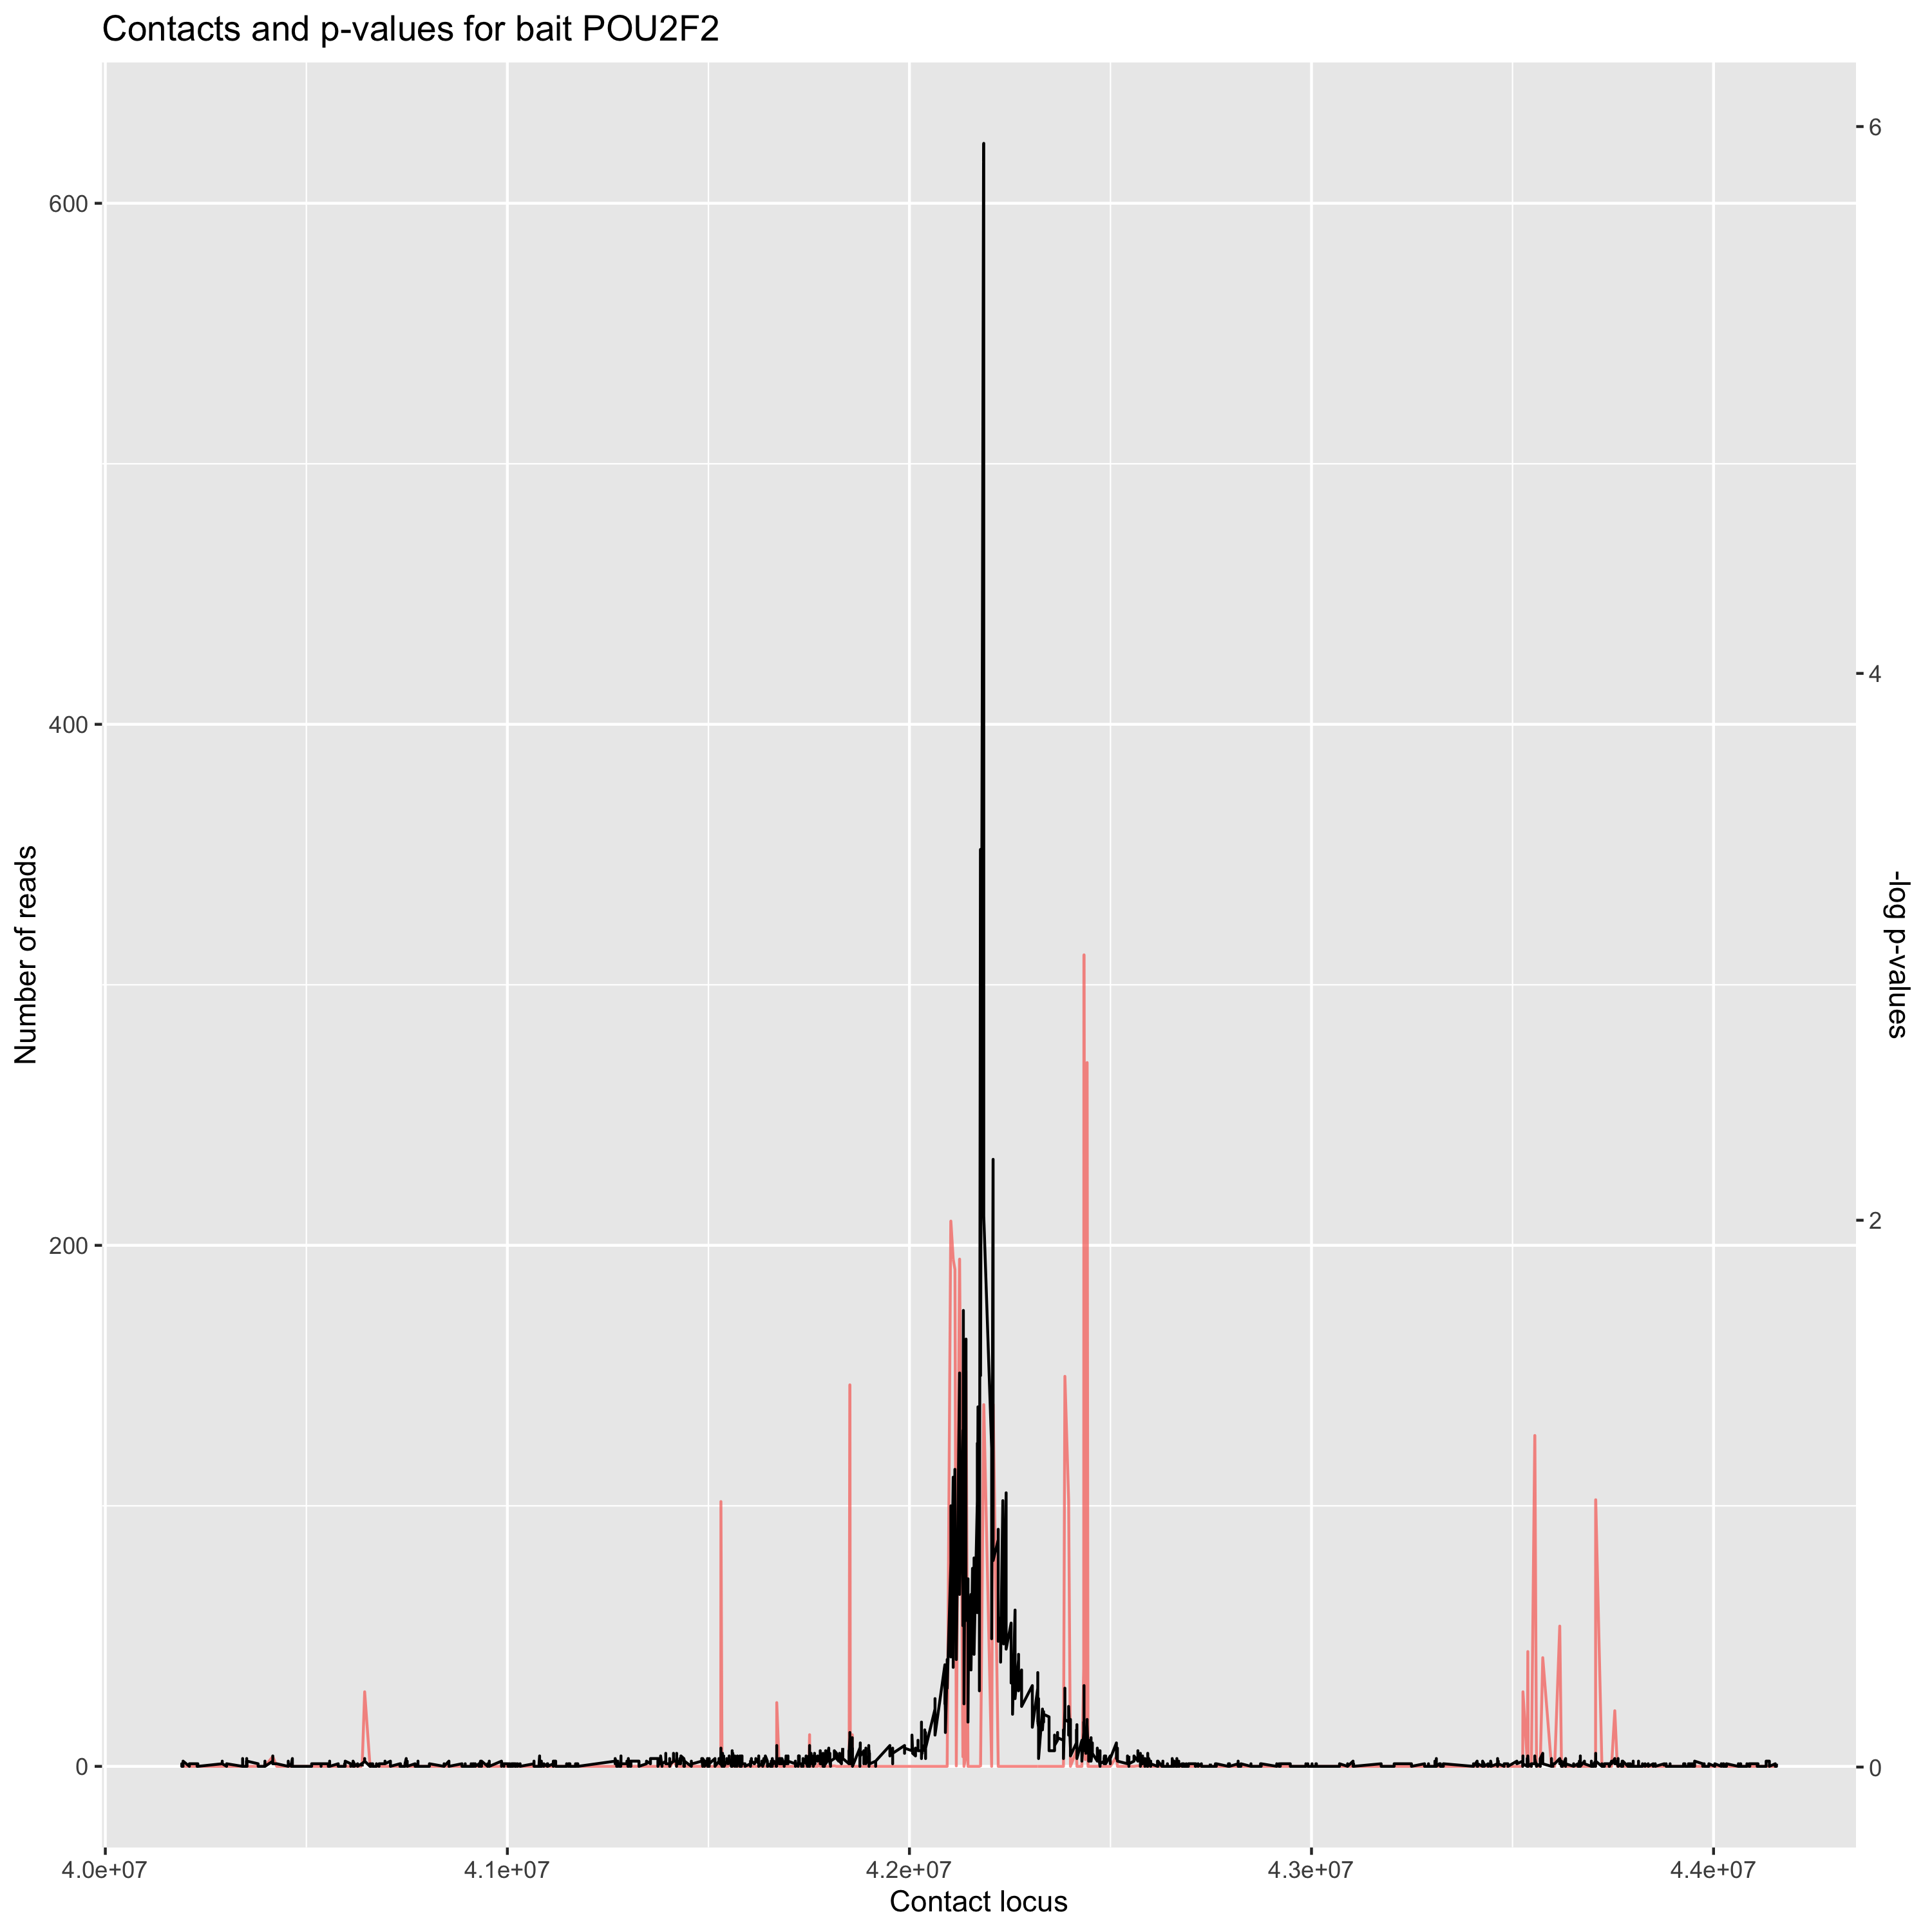 Contacts and p-values for bait POU2F2
Number of reads
600
400
200
0
6
4
2
0
-log p-values
4.0e+07
4.1e+07
4.2e+07
4.3e+07
4.4e+07
Contact locus